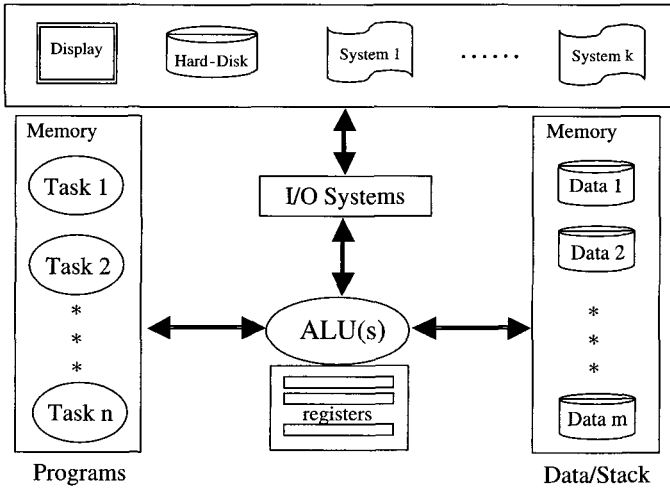 Display
Hard-Disk
System 1
......
System k
Memory
Task 1
Task 2
*
*
*
Task n
Programs
I/O Systems
ALU(s)
registers
Memory
Data 1
Data 2
*
*
*
Data m
Data/Stack